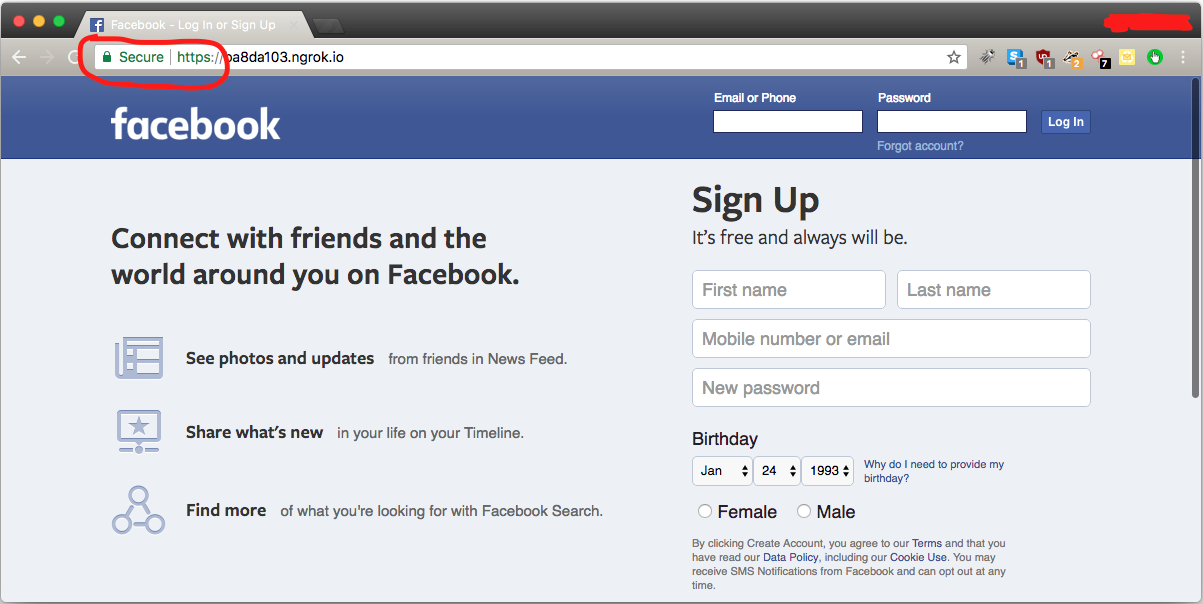 Facebook - Log In or Sign Up
Secure | https://ba8da103.ngrok.io
1 1 2 7
facebook
Email or Phone Password
Log In
Forgot account?
Connect with friends and the
world around you on Facebook.
See photos and updates from friends in News Feed.
Share what's new in your life on your Timeline.
Find more of what you're looking for with Facebook Search.
Sign Up
It's free and always will be.
First name Last name
Mobile number or email
New password
Birthday
Jan 24 1993 Why do I need to provide my
birthday?
Female Male
By clicking Create Account, you agree to our Terms and that you
have read our Data Policy, including our Cookie Use. You may
receive SMS Notifications from Facebook and can opt out at any
time.